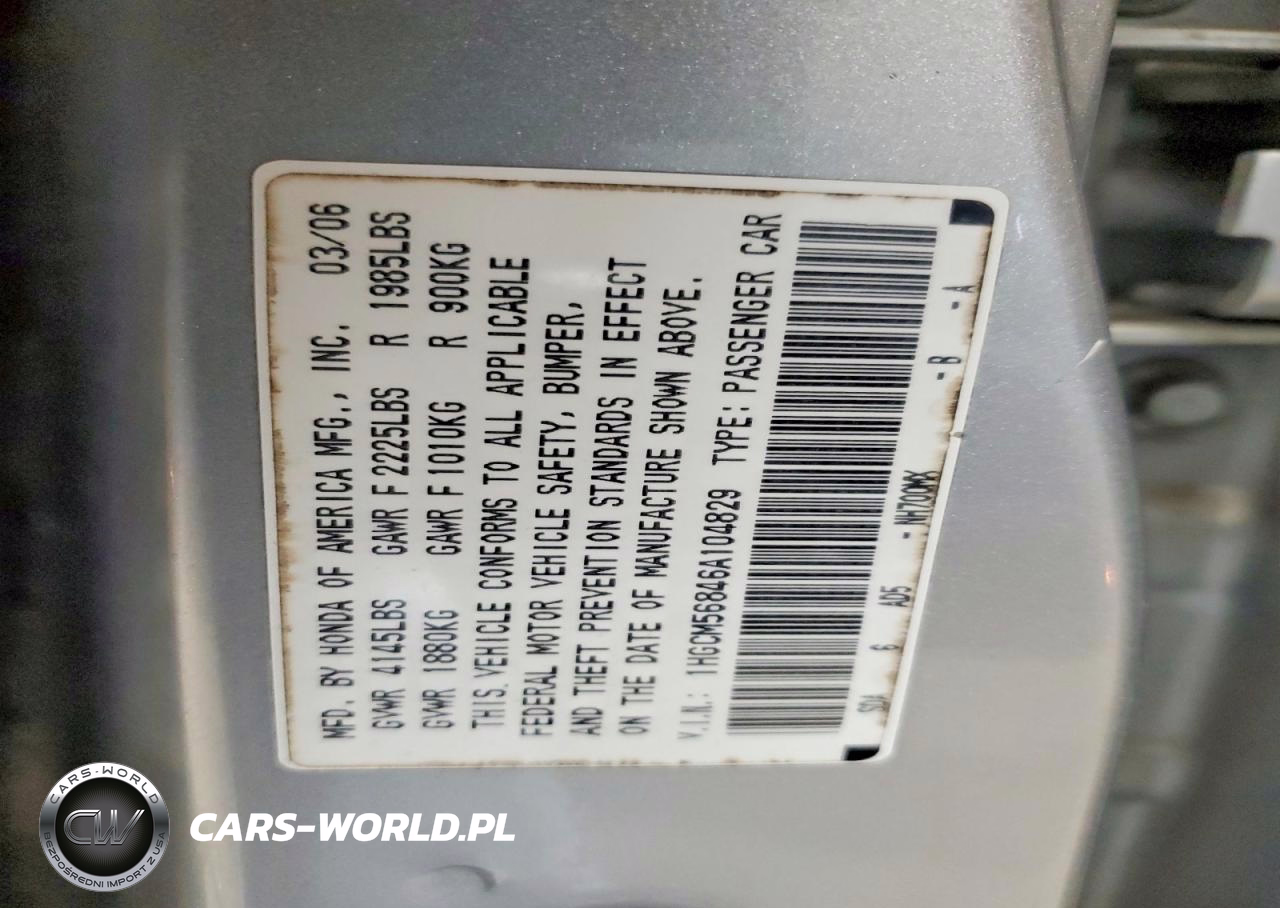 MFD. BY HONDA OF AMERICA MFG., INC. 03/06
GVWR 4145LBS GAWR F 2225LBS R 1985LBS
GVWR 1880KG GAWR F 1010KG R 900KG
THIS VEHICLE CONFORMS TO ALL APPLICABLE
FEDERAL MOTOR VEHICLE SAFETY, BUMPER,
AND THEFT PREVENTION STANDARDS IN EFFECT
ON THE DATE OF MANUFACTURE SHOWN ABOVE.
V.I.N.: 1HGCM56846A104829 TYPE: PASSENGER CAR
SDA 6 AD5 - NH700MX - B - A
CARS-WORLD
CW
BEZPOŚREDNI IMPORT Z USA
CARS-WORLD.PL